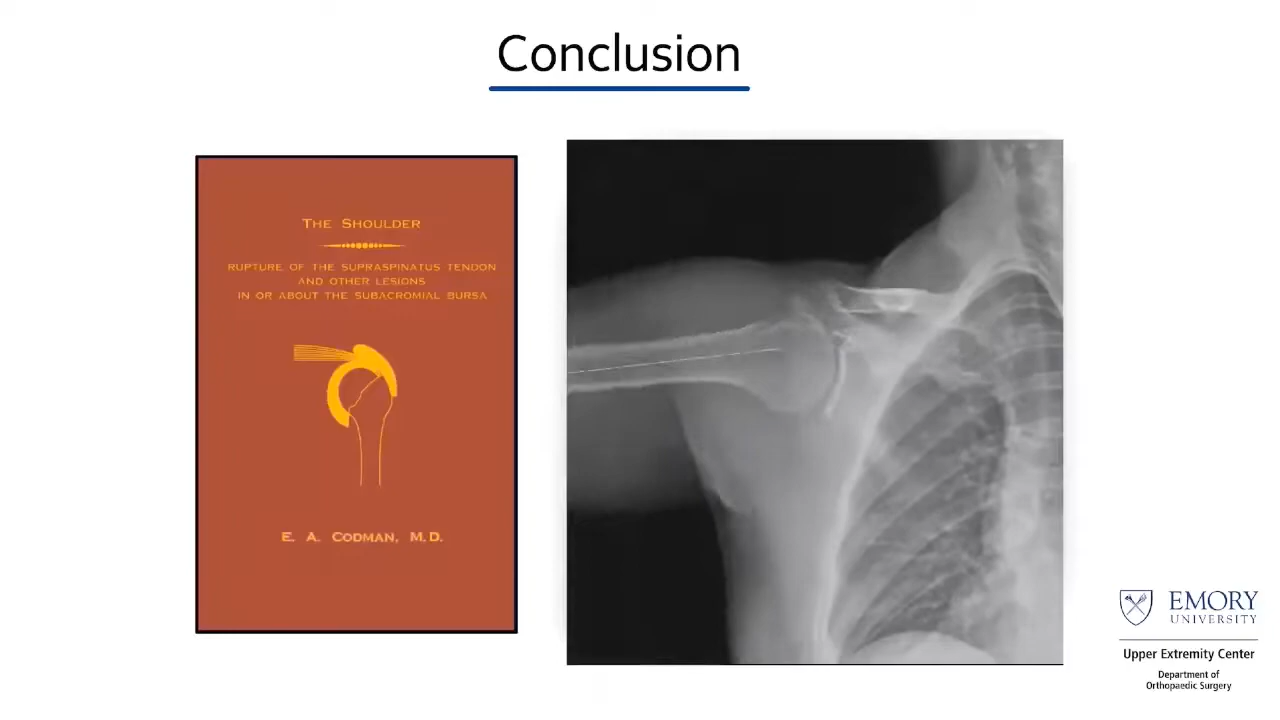 Conclusion
The Shoulder
RUPTURE OF THE SUPRASPINATUS TENDON
AND OTHER LESIONS
IN OR ABOUT THE SUBACROMIAL BURSA
E. A. Codman, M.D.
EMORY
UNIVERSITY
Upper Extremity Center
Department of
Orthopaedic Surgery